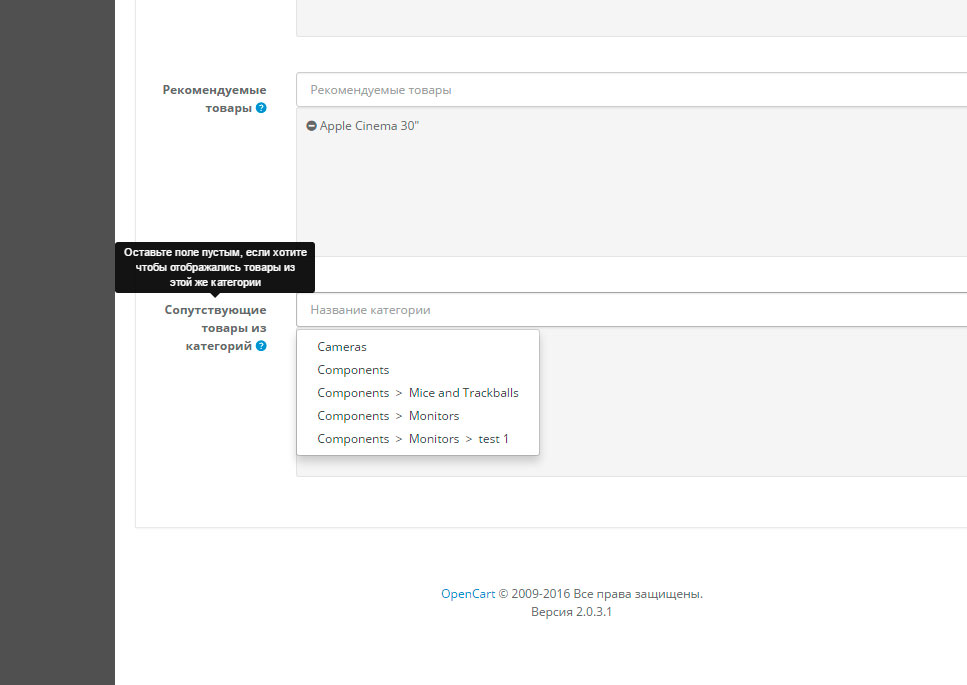 Рекомендуемые
товары ?
Рекомендуемые товары
Apple Cinema 30"
Оставьте поле пустым, если хотите
чтобы отображались товары из
этой же категории
Сопутствующие
товары из
категорий ?
Название категории
Cameras
Components
Components > Mice and Trackballs
Components > Monitors
Components > Monitors > test 1
OpenCart © 2009-2016 Все права защищены.
Версия 2.0.3.1